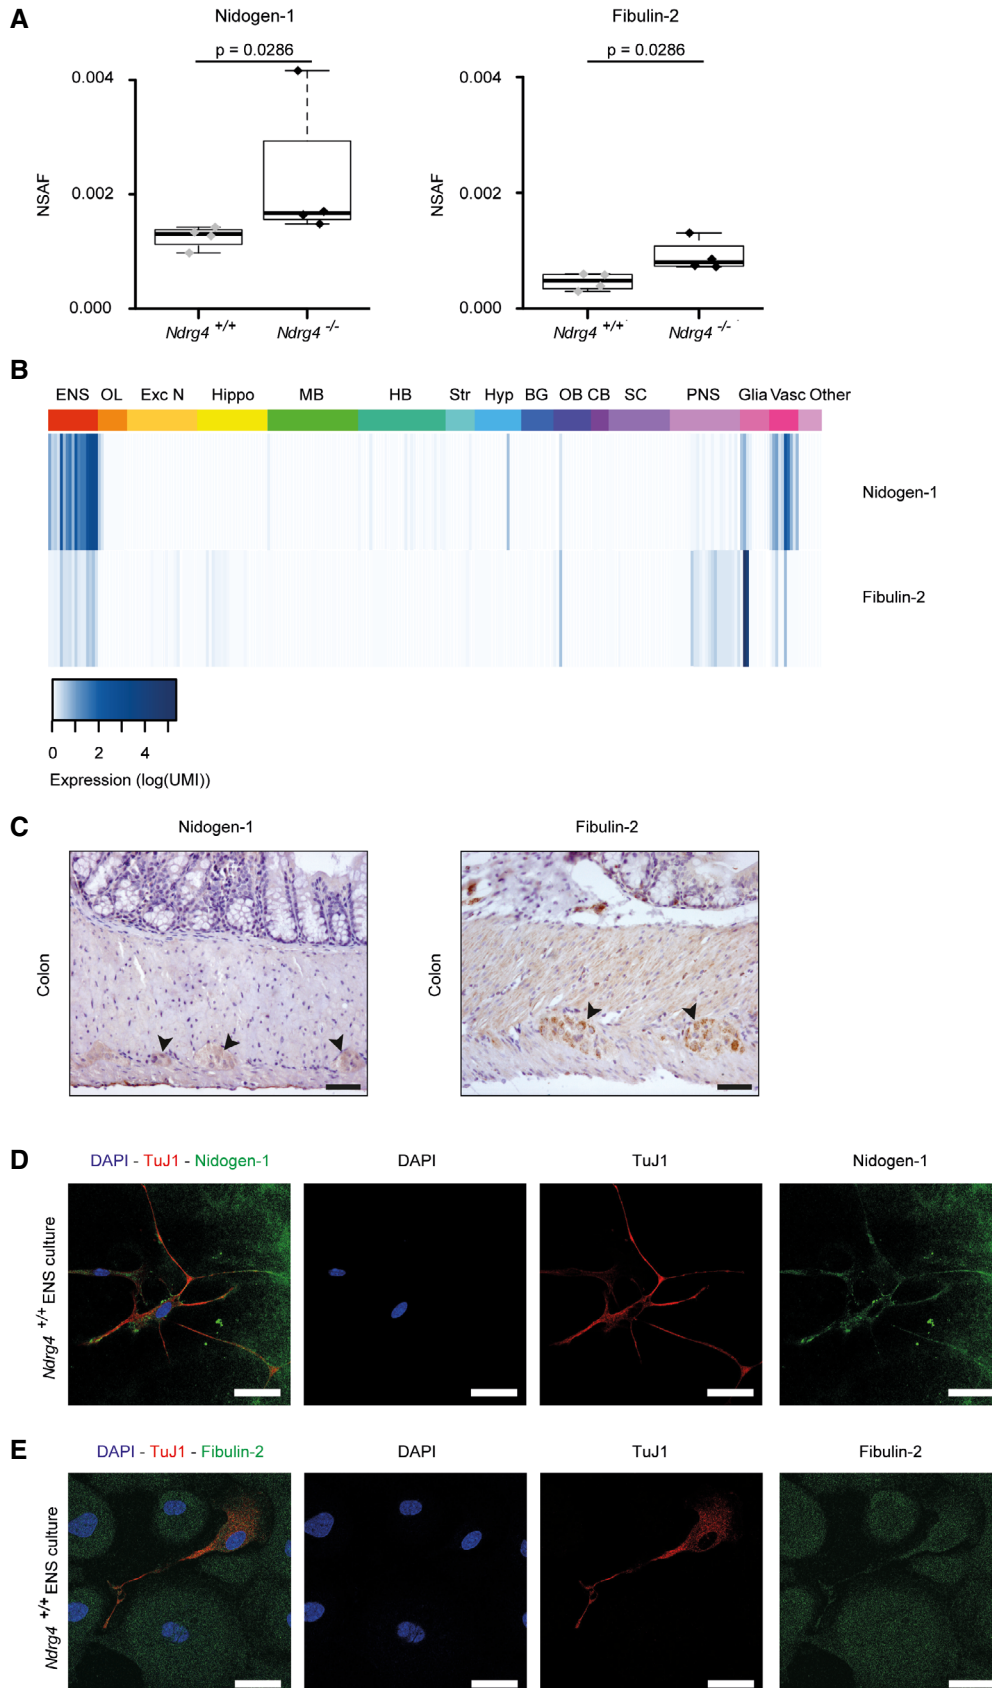 A
Nidogen-1
Fibulin-2
p = 0.0286
p = 0.0286
0.004
0.002
0.000
NSAF
Ndrg4 +/+
Ndrg4 -/-
0.004
0.002
0.000
NSAF
Ndrg4 +/+
Ndrg4 -/-
B
ENS OL Exc N Hippo MB HB Str Hyp BG OB CB SC PNS Glia Vasc Other
Nidogen-1
Fibulin-2
0 2 4
Expression (log(UMI))
C
Nidogen-1
Fibulin-2
Colon
Colon
D
DAPI - TuJ1 - Nidogen-1
DAPI
TuJ1
Nidogen-1
Ndrg4 +/+ ENS culture
E
DAPI - TuJ1 - Fibulin-2
DAPI
TuJ1
Fibulin-2
Ndrg4 +/+ ENS culture